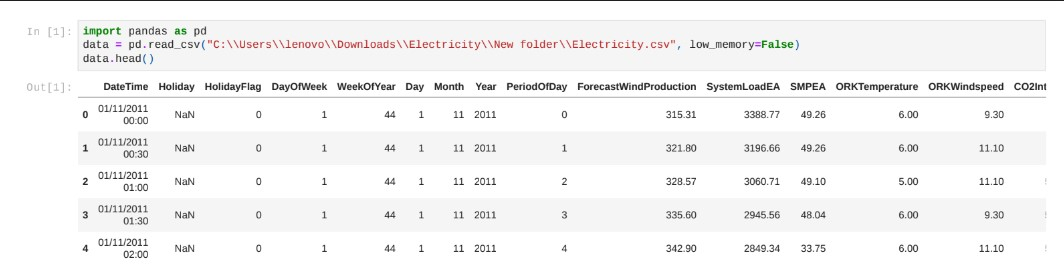 In [1]: import pandas as pd
data = pd.read_csv("C:\\Users\\lenovo\\Downloads\\Electricity\\New folder\\Electricity.csv", low_memory=False)
data.head()
Out[1]: DateTime Holiday HolidayFlag DayOfWeek WeekOfYear Day Month Year PeriodOfDay ForecastWindProduction SystemLoadEA SMPEA ORKTemperature ORKWindspeed CO2Int
0 01/11/2011 00:00 NaN 0 1 44 1 11 2011 0 315.31 3388.77 49.26 6.00 9.30
1 01/11/2011 00:30 NaN 0 1 44 1 11 2011 1 321.80 3196.66 49.26 6.00 11.10
2 01/11/2011 01:00 NaN 0 1 44 1 11 2011 2 328.57 3060.71 49.10 5.00 11.10
3 01/11/2011 01:30 NaN 0 1 44 1 11 2011 3 335.60 2945.56 48.04 6.00 9.30
4 01/11/2011 02:00 NaN 0 1 44 1 11 2011 4 342.90 2849.34 33.75 6.00 11.10